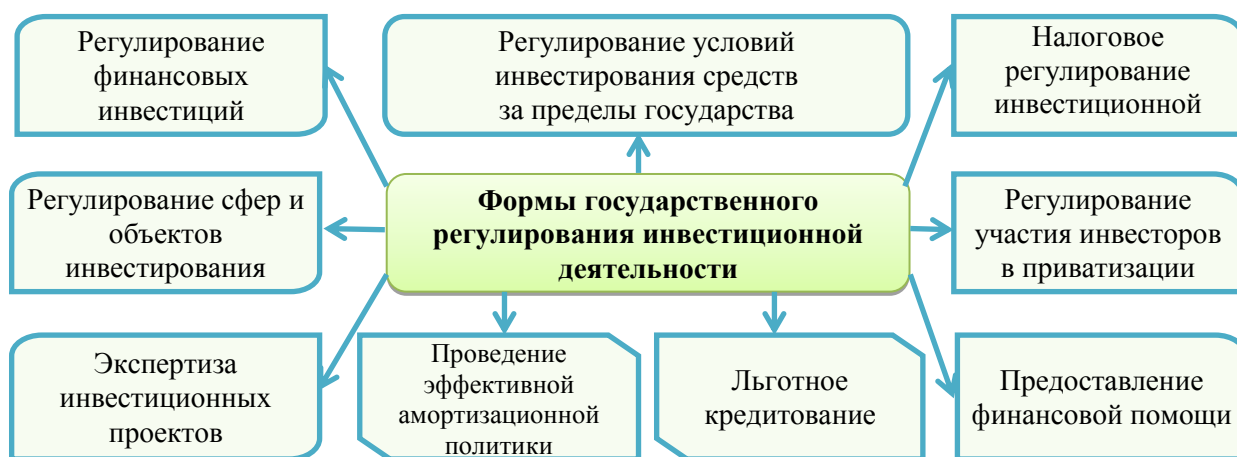 Регулирование
финансовых
инвестиций
Регулирование условий
инвестирования средств
за пределы государства
Налоговое
регулирование
инвестиционной
Регулирование сфер и
объектов
инвестирования
Формы государственного
регулирования инвестиционной
деятельности
Регулирование
участия инвесторов
в приватизации
Экспертиза
инвестиционных
проектов
Проведение
эффективной
амортизационной
политики
Льготное
кредитование
Предоставление
финансовой помощи